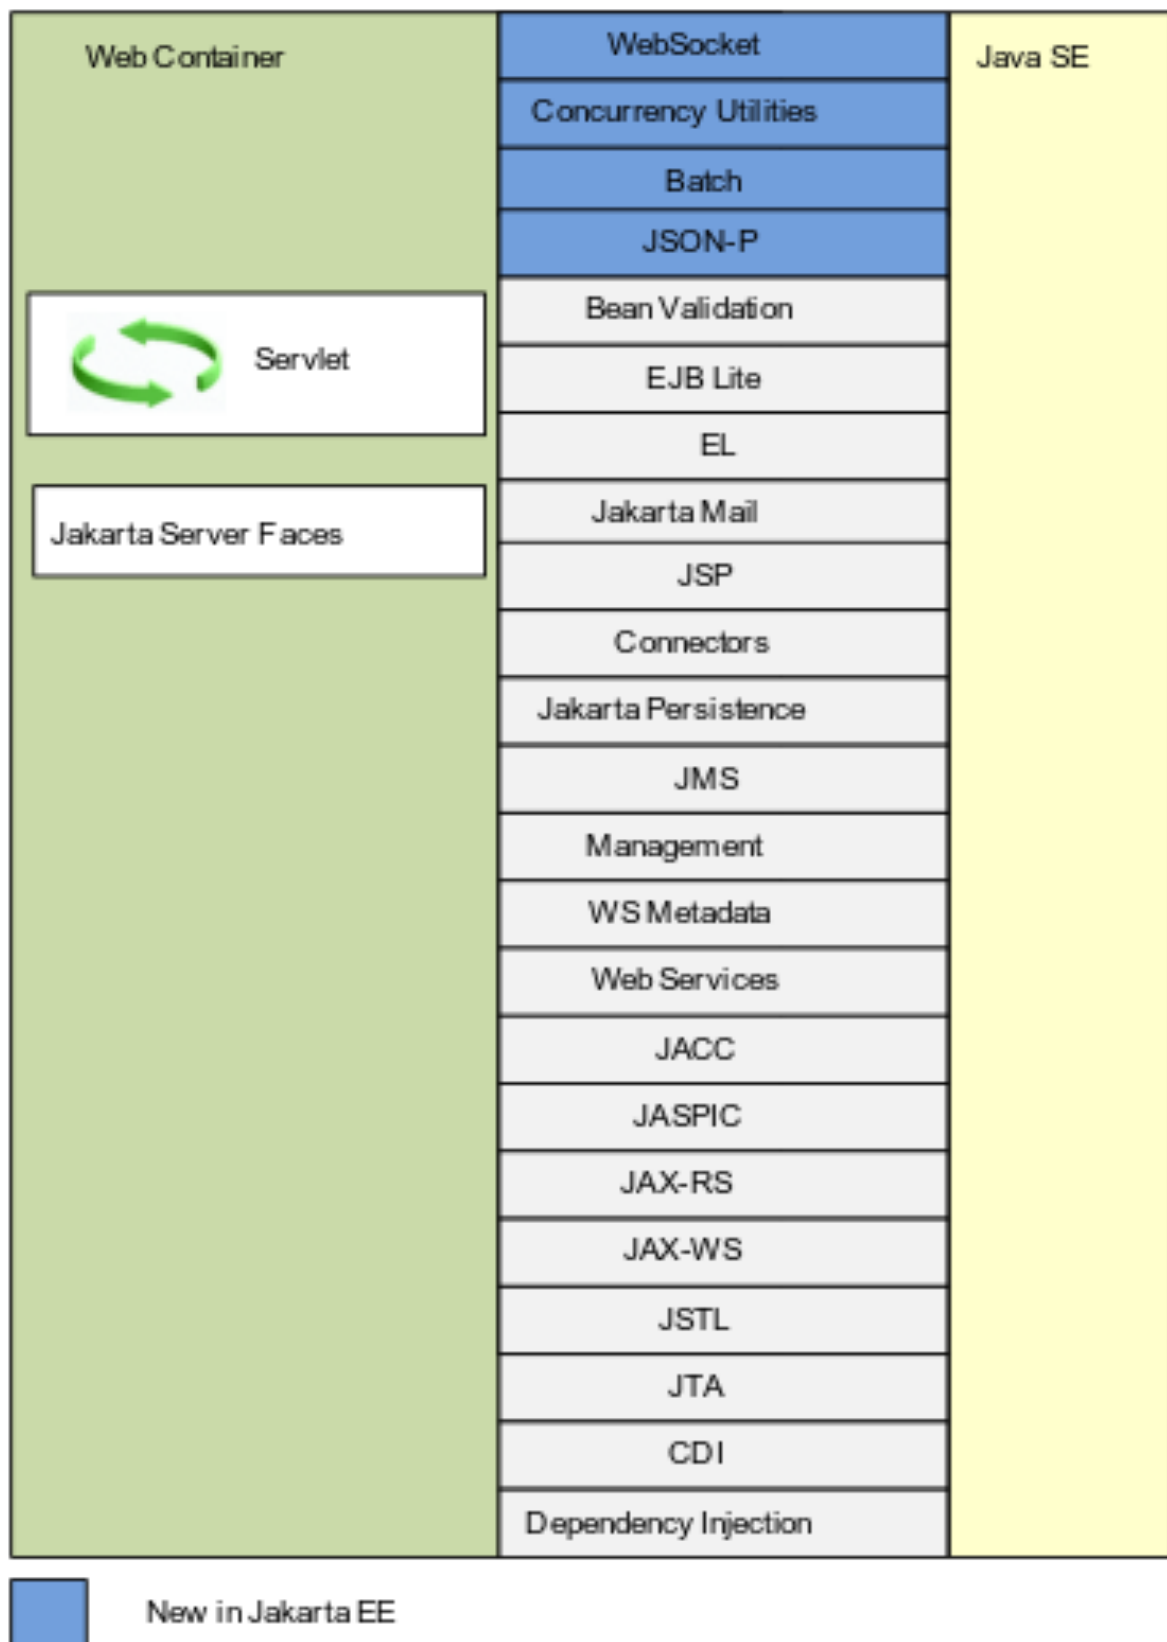 Web Container
Servlet
Jakarta Server Faces
WebSocket
Concurrency Utilities
Batch
JSON-P
Bean Validation
EJB Lite
EL
Jakarta Mail
JSP
Connectors
Jakarta Persistence
JMS
Management
WS Metadata
Web Services
JACC
JASPIC
JAX-RS
JAX-WS
JSTL
JTA
CDI
Dependency Injection
Java SE
New in Jakarta EE